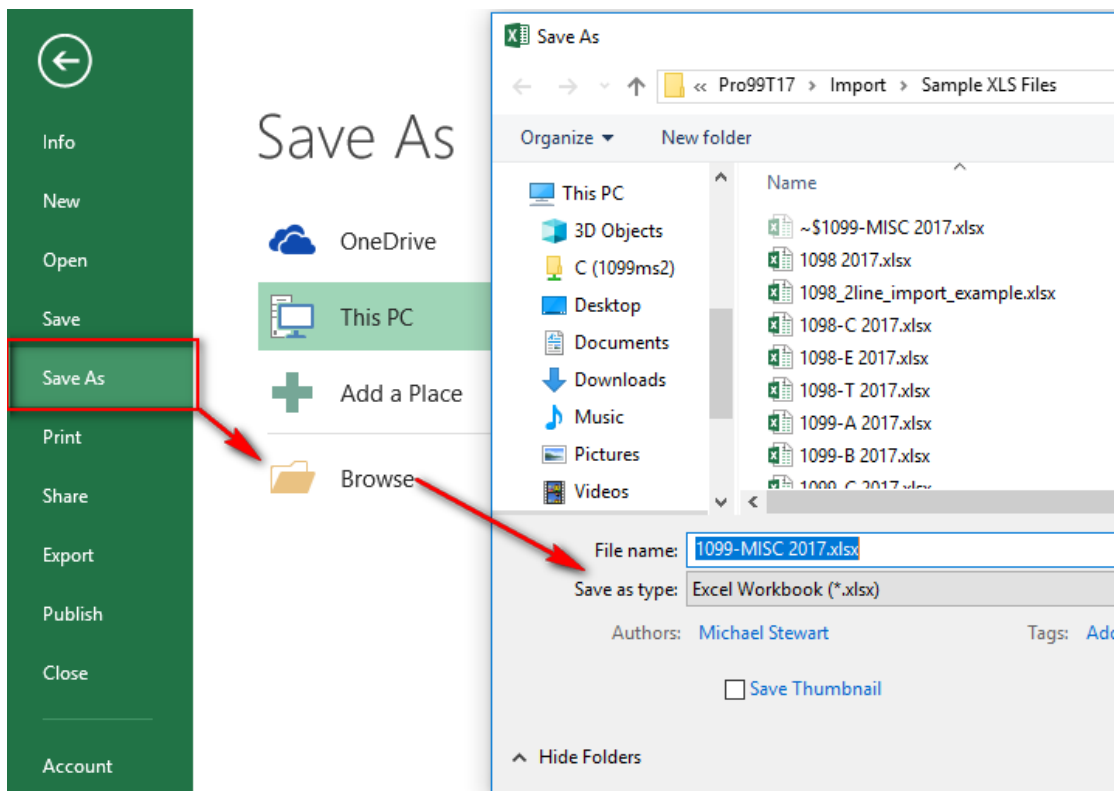 Info
New
Open
Save
Save As
Print
Share
Export
Publish
Close
Account
Save As
OneDrive
This PC
Add a Place
Browse
Save As
« Pro99T17 > Import > Sample XLS Files
Organize New folder
This PC
3D Objects
C (1099ms2)
Desktop
Documents
Downloads
Music
Pictures
Videos
Name
~$1099-MISC 2017.xlsx
1098 2017.xlsx
1098_2line_import_example.xlsx
1098-C 2017.xlsx
1098-E 2017.xlsx
1098-T 2017.xlsx
1099-A 2017.xlsx
1099-B 2017.xlsx
1099-C 2017.xlsx
File name: 1099-MISC 2017.xlsx
Save as type: Excel Workbook (*.xlsx)
Authors: Michael Stewart Tags: Add
Save Thumbnail
Hide Folders